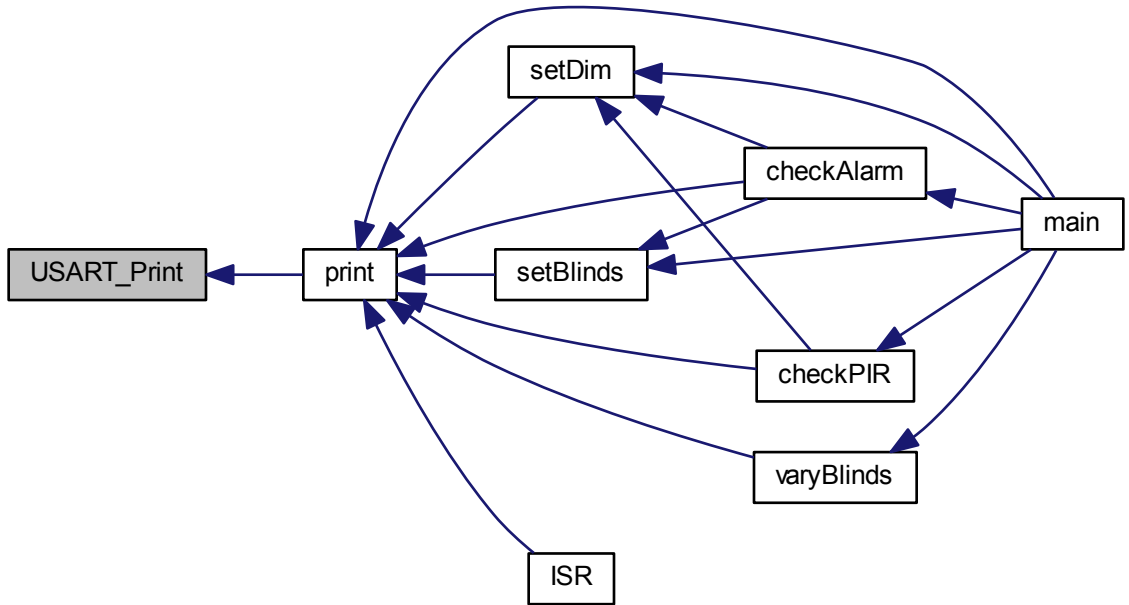 setDim
checkAlarm
main
USART_Print
print
setBlinds
checkPIR
varyBlinds
ISR